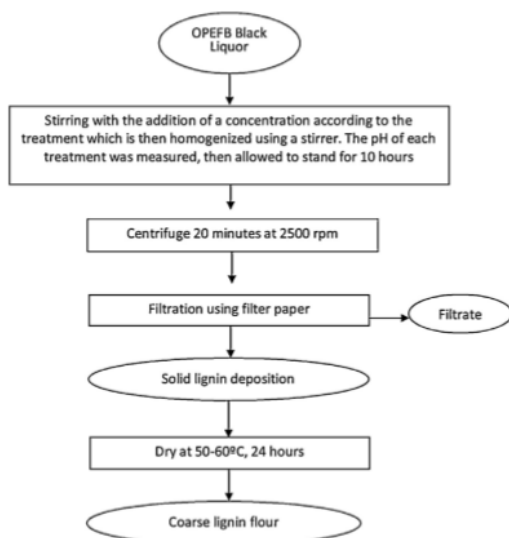 OPEFB Black
Liquor
Stirring with the addition of a concentration according to the
treatment which is then homogenized using a stirrer. The pH of each
treatment was measured, then allowed to stand for 10 hours
Centrifuge 20 minutes at 2500 rpm
Filtration using filter paper
Filtrate
Solid lignin deposition
Dry at 50-60ºC, 24 hours
Coarse lignin flour